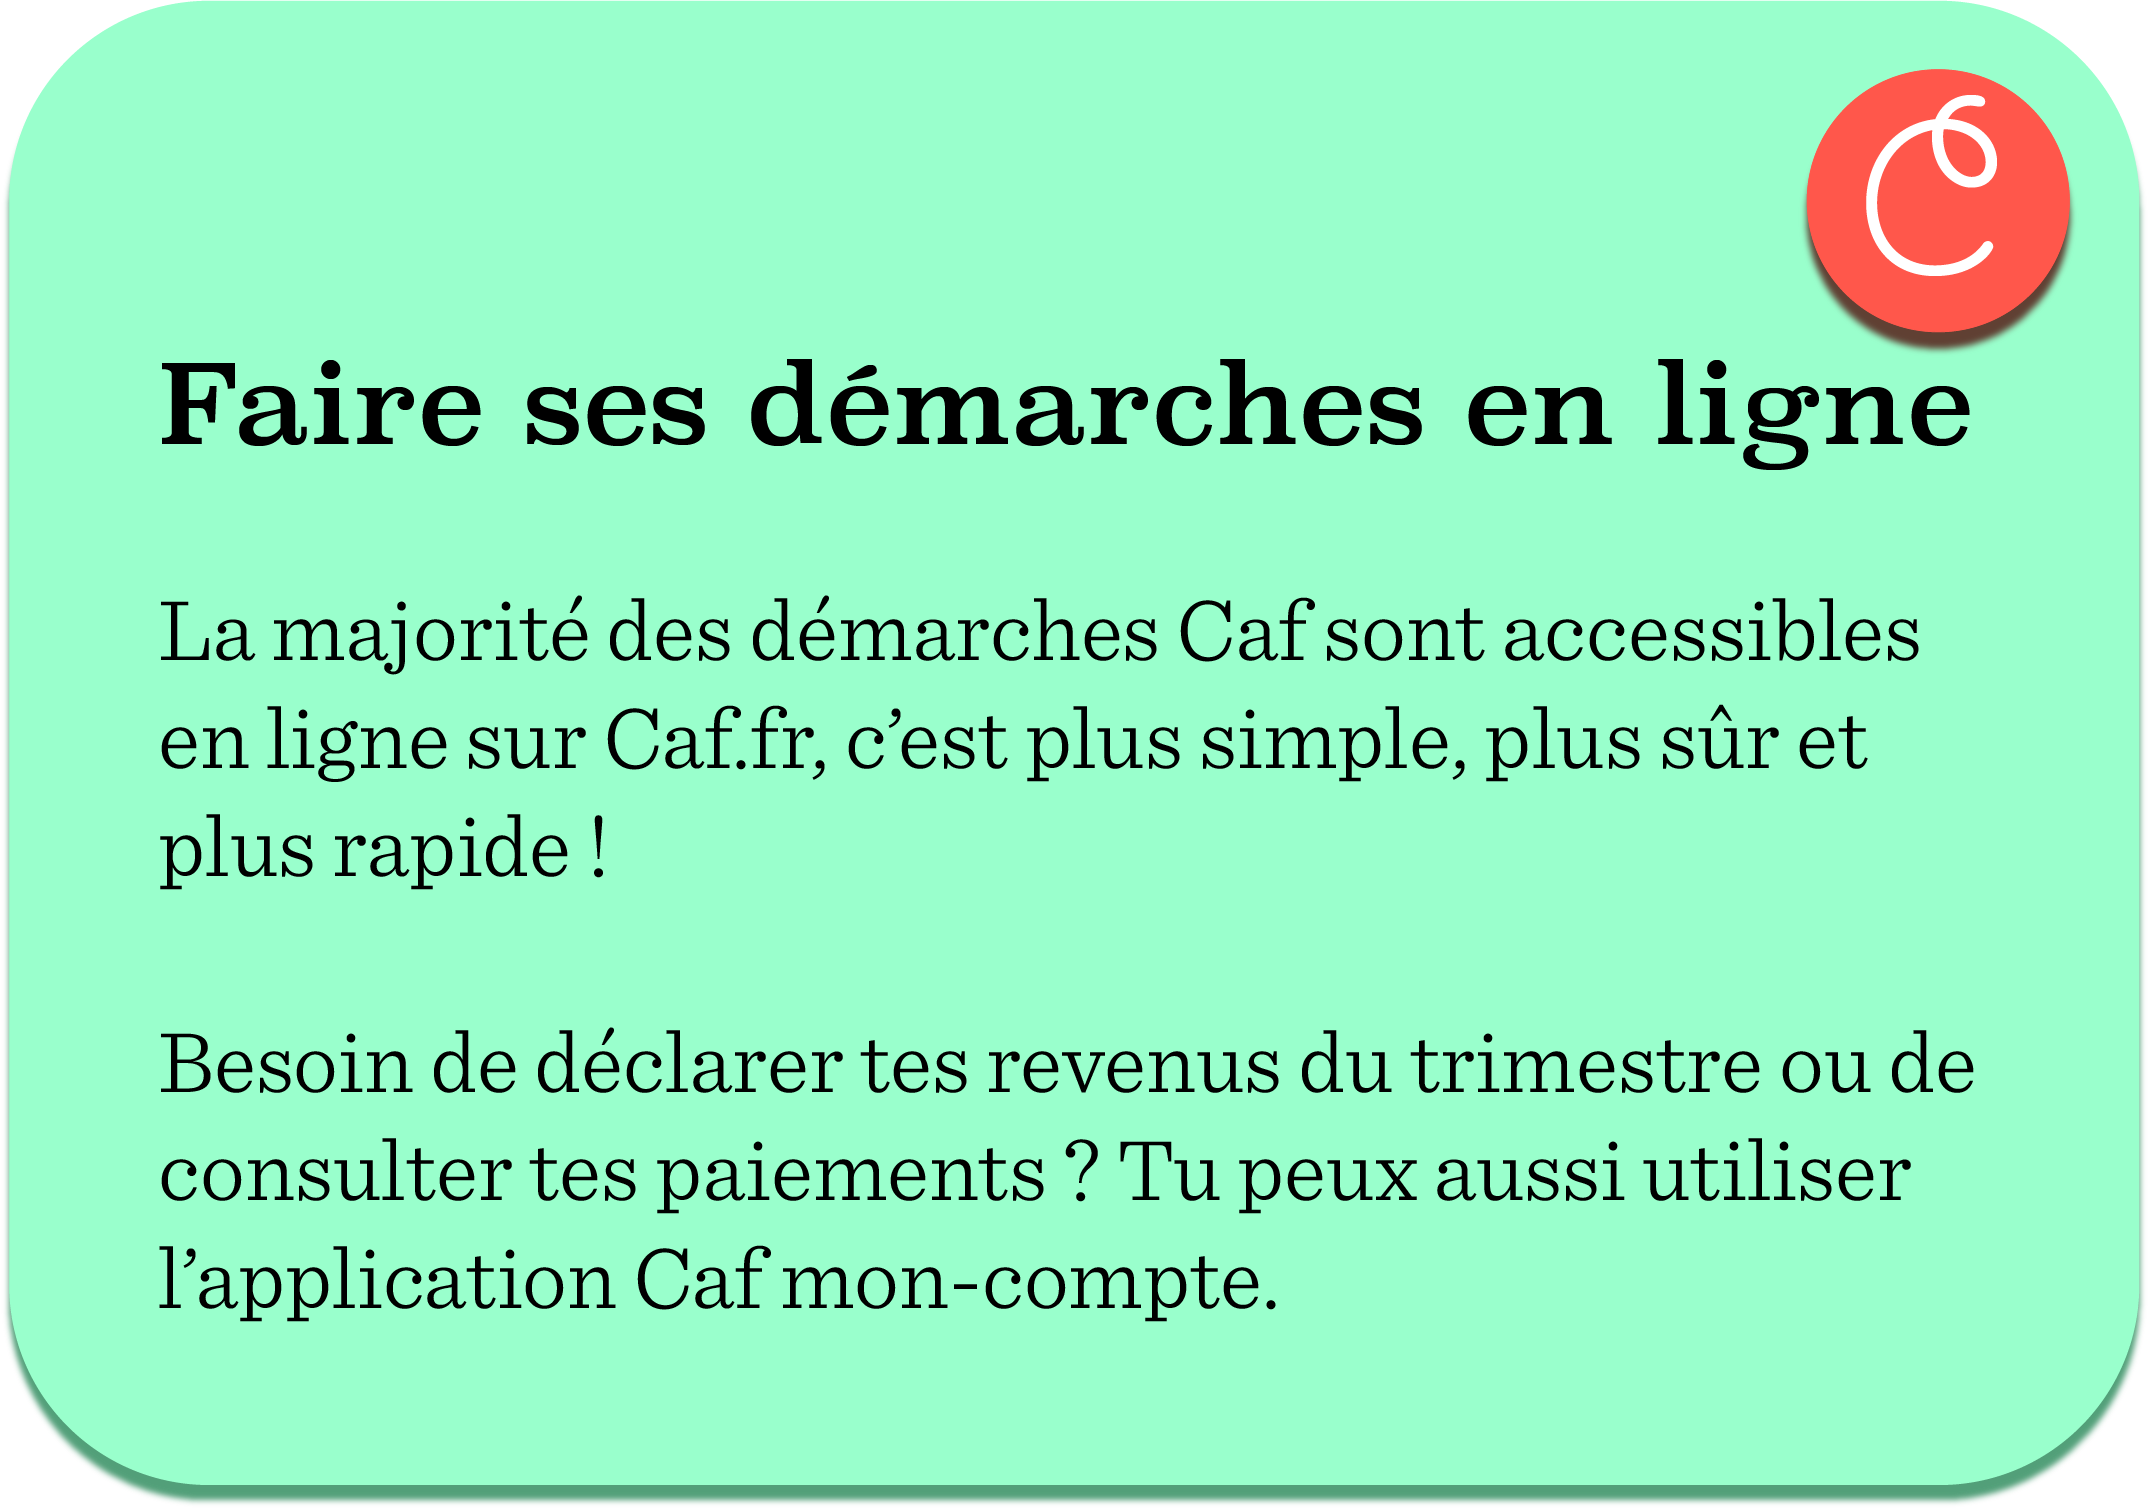 C
Faire ses démarches en ligne
La majorité des démarches Caf sont accessibles
en ligne sur Caf.fr, c’est plus simple, plus sûr et
plus rapide !
Besoin de déclarer tes revenus du trimestre ou de
consulter tes paiements ? Tu peux aussi utiliser
l’application Caf mon-compte.